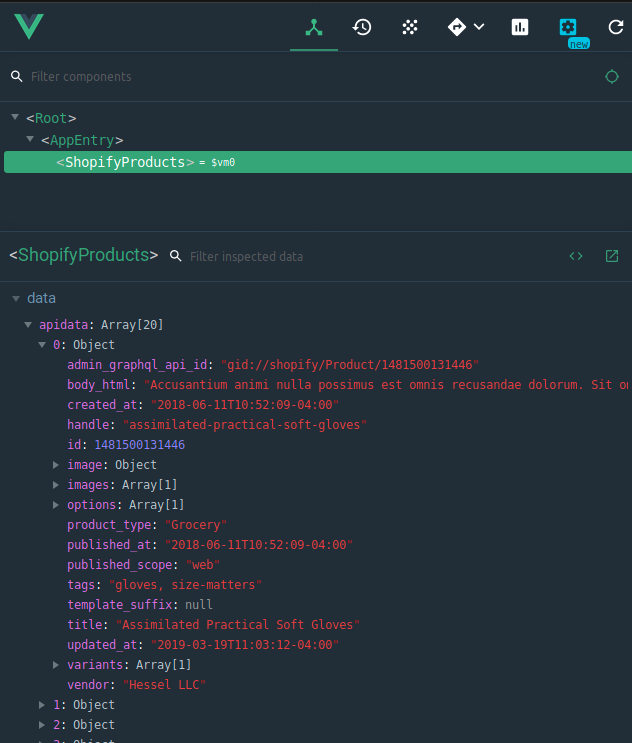 new
Filter components
<Root>
<AppEntry>
<ShopifyProducts> = $vm0
<ShopifyProducts> Filter inspected data
data
apidata: Array[20]
0: Object
admin_graphql_api_id: "gid://shopify/Product/1481500131446"
body_html: "Accusantium animi nulla possimus est omnis recusandae dolorum. Sit
created_at: "2018-06-11T10:52:09-04:00"
handle: "assimilated-practical-soft-gloves"
id: 1481500131446
image: Object
images: Array[1]
options: Array[1]
product_type: "Grocery"
published_at: "2018-06-11T10:52:09-04:00"
published_scope: "web"
tags: "gloves, size-matters"
template_suffix: null
title: "Assimilated Practical Soft Gloves"
updated_at: "2019-03-19T11:03:12-04:00"
variants: Array[1]
vendor: "Hessel LLC"
1: Object
2: Object